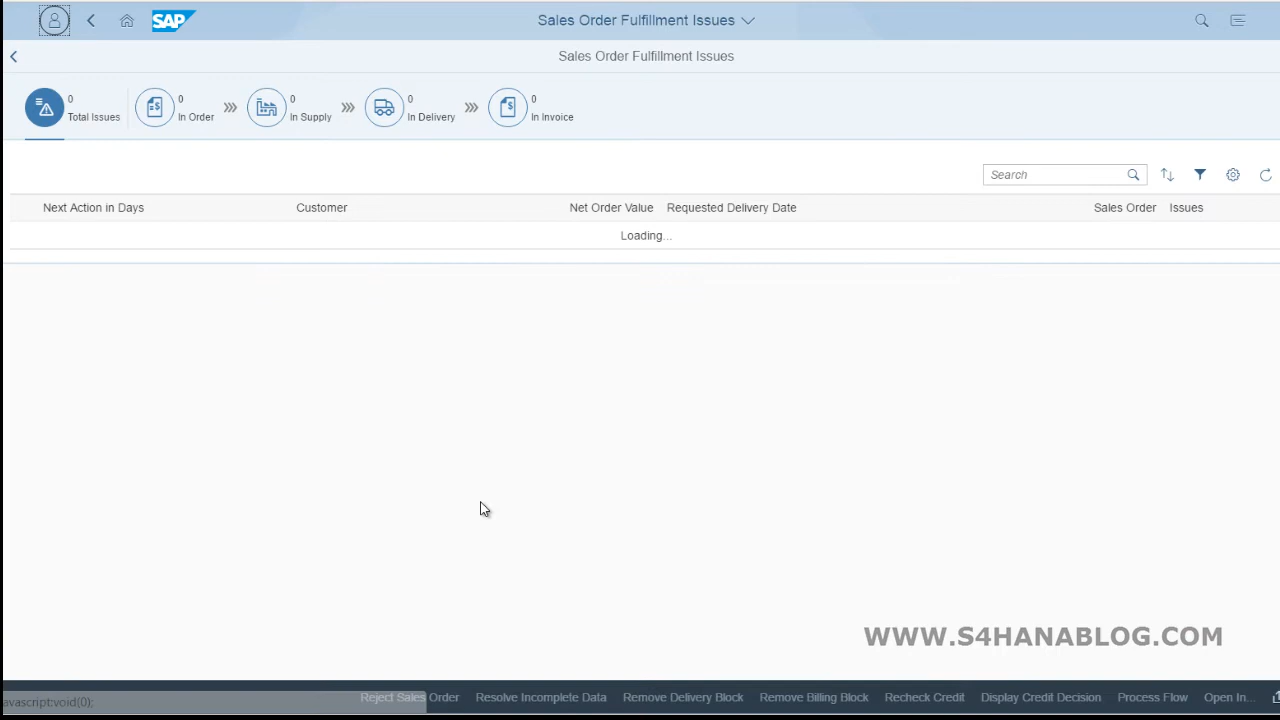 SAP
Sales Order Fulfillment Issues
Sales Order Fulfillment Issues
0
Total Issues
0
In Order
0
In Supply
0
In Delivery
0
In Invoice
Search
Next Action in Days Customer Net Order Value Requested Delivery Date Sales Order Issues
Loading...
WWW.S4HANABLOG.COM
Reject Sales Order Resolve Incomplete Data Remove Delivery Block Remove Billing Block Recheck Credit Display Credit Decision Process Flow Open In...
avascript:void(0);